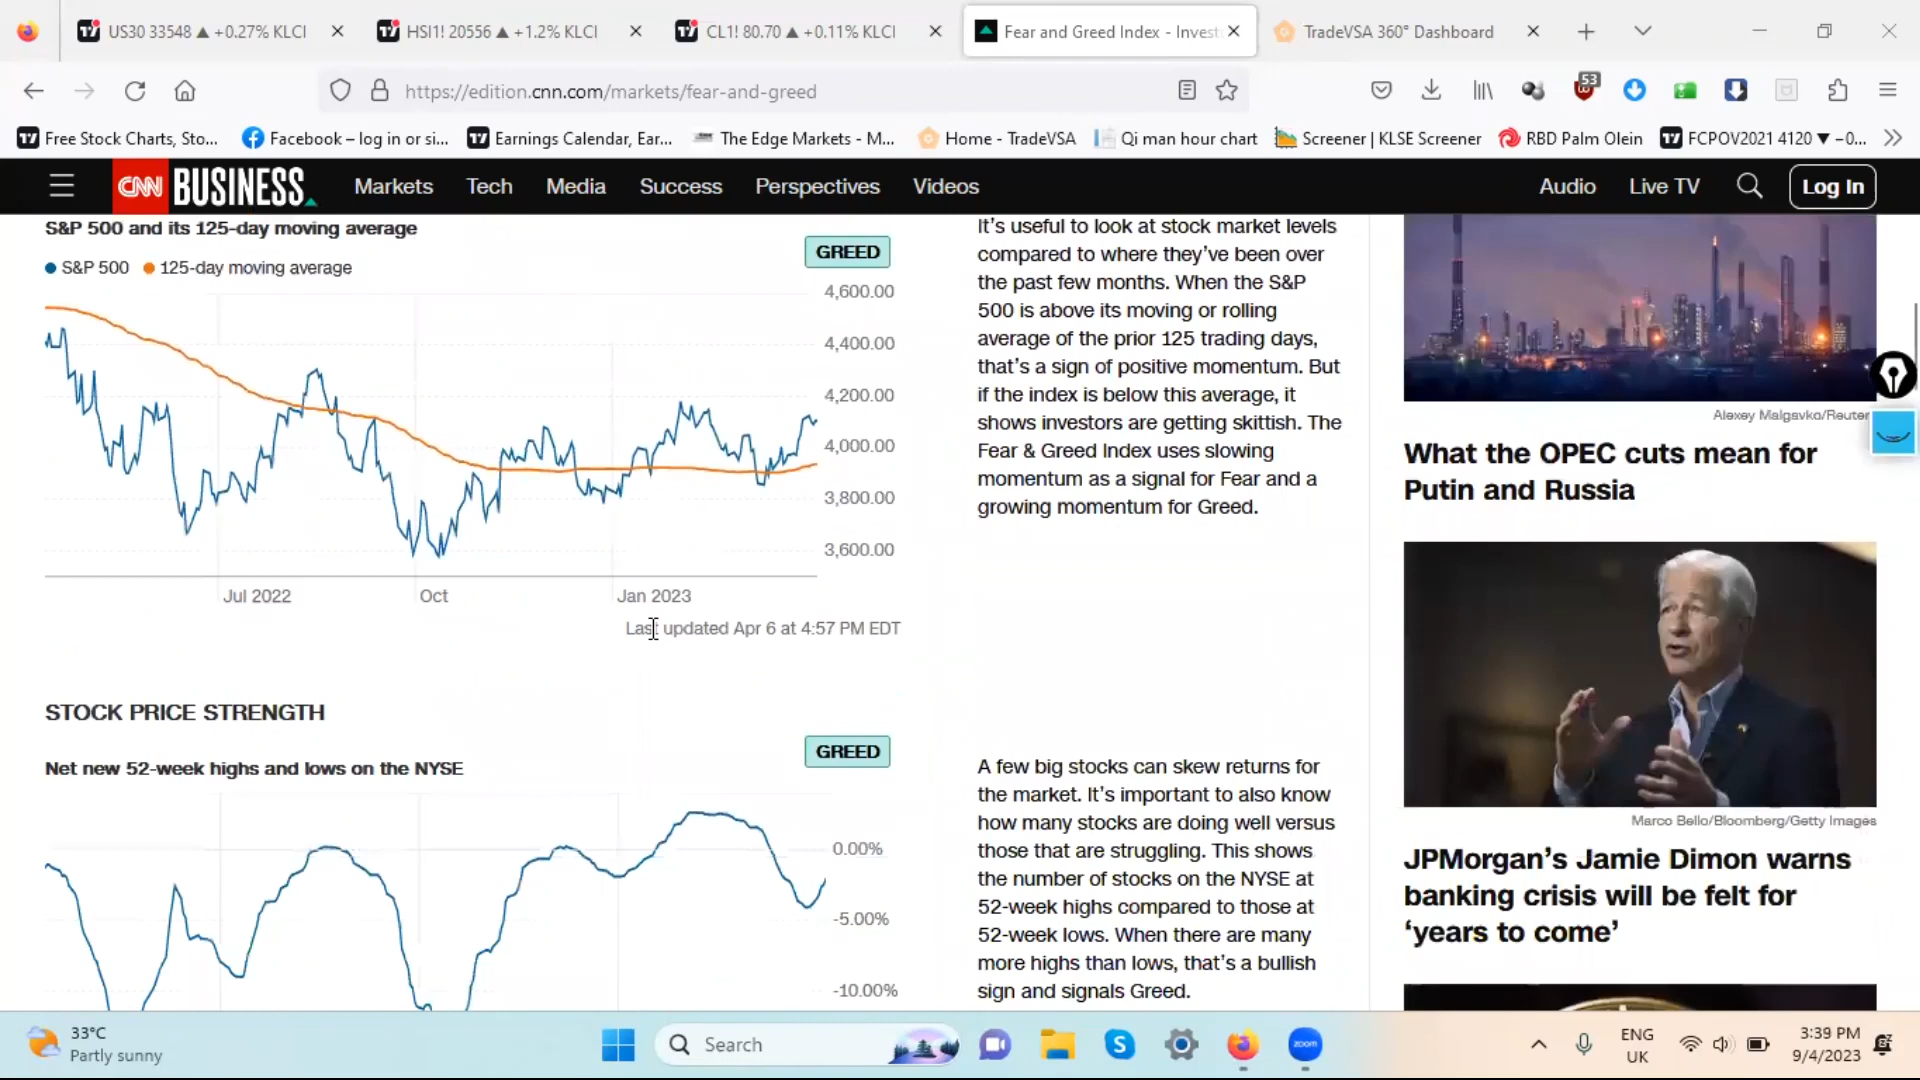 US30 33548 ▲ +0.27% KLCI
HSI1! 20556 ▲ +1.2% KLCI
CL1! 80.70 ▲ +0.11% KLCI
Fear and Greed Index - Invest
TradeVSA 360° Dashboard
https://edition.cnn.com/markets/fear-and-greed
53
Free Stock Charts, Sto...
Facebook – log in or si...
Earnings Calendar, Ear...
The Edge Markets - M...
Home - TradeVSA
Qi man hour chart
Screener | KLSE Screener
RBD Palm Olein
FCPOV2021 4120 ▼ −0...
CNN BUSINESS
Markets
Tech
Media
Success
Perspectives
Videos
Audio
Live TV
Log In
S&P 500 and its 125-day moving average
GREED
S&P 500
125-day moving average
4,600.00
4,400.00
4,200.00
4,000.00
3,800.00
3,600.00
Jul 2022
Oct
Jan 2023
Last updated Apr 6 at 4:57 PM EDT
It's useful to look at stock market levels
compared to where they've been over
the past few months. When the S&P
500 is above its moving or rolling
average of the prior 125 trading days,
that's a sign of positive momentum. But
if the index is below this average, it
shows investors are getting skittish. The
Fear & Greed Index uses slowing
momentum as a signal for Fear and a
growing momentum for Greed.
STOCK PRICE STRENGTH
GREED
Net new 52-week highs and lows on the NYSE
0.00%
-5.00%
-10.00%
A few big stocks can skew returns for
the market. It's important to also know
how many stocks are doing well versus
those that are struggling. This shows
the number of stocks on the NYSE at
52-week highs compared to those at
52-week lows. When there are many
more highs than lows, that's a bullish
sign and signals Greed.
Alexey Malgavko/Reuter
What the OPEC cuts mean for
Putin and Russia
Marco Bello/Bloomberg/Getty Images
JPMorgan's Jamie Dimon warns
banking crisis will be felt for
'years to come'
33°C
Partly sunny
Search
zoom
ENG
UK
3:39 PM
9/4/2023